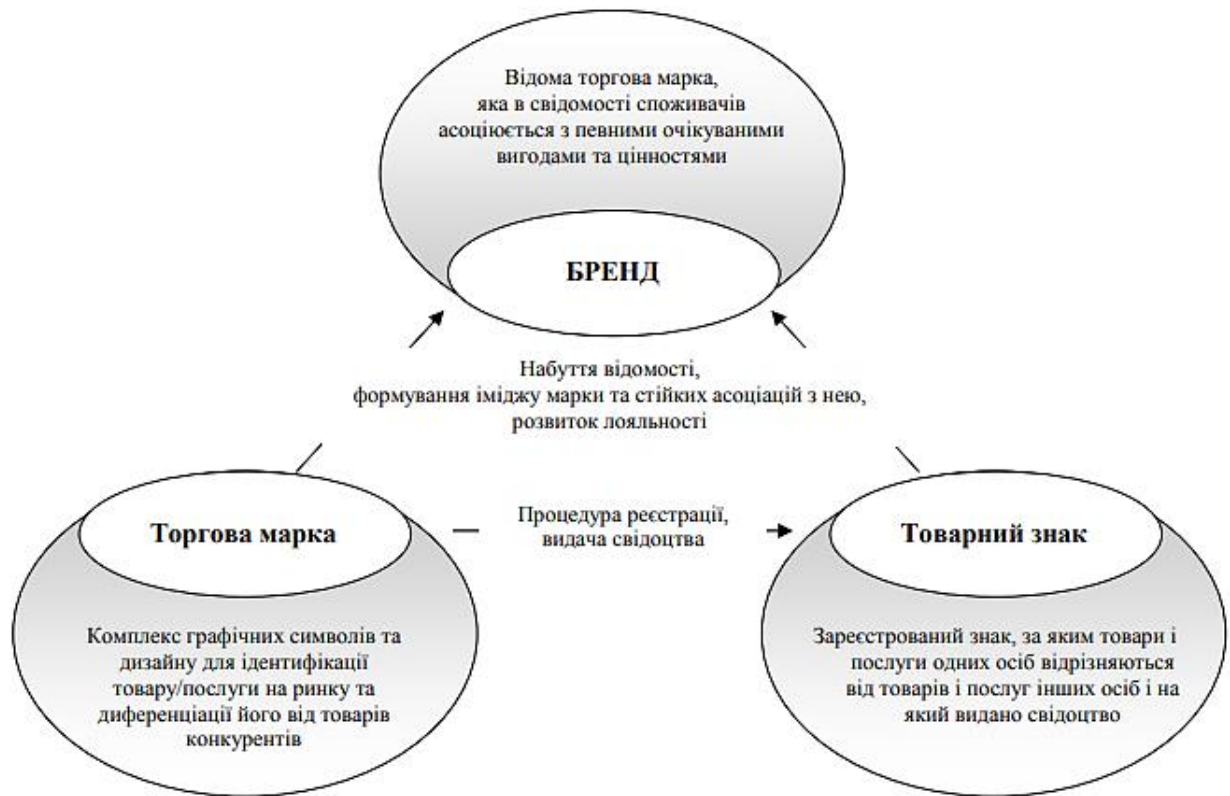 Відома торгова марка,
яка в свідомості споживачів
асоціюється з певними очікуваними
вигодами та цінностями
БРЕНД
Набуття відомості,
формування іміджу марки та стійких асоціацій з нею,
розвиток лояльності
Торгова марка
Процедура реєстрації,
видача свідоцтва
Товарний знак
Комплекс графічних символів та
дизайну для ідентифікації
товару/послуги на ринку та
диференціації його від товарів
конкурентів
Зареєстрований знак, за яким товари і
послуги одних осіб відрізняються
від товарів і послуг інших осіб і на
який видано свідоцтво